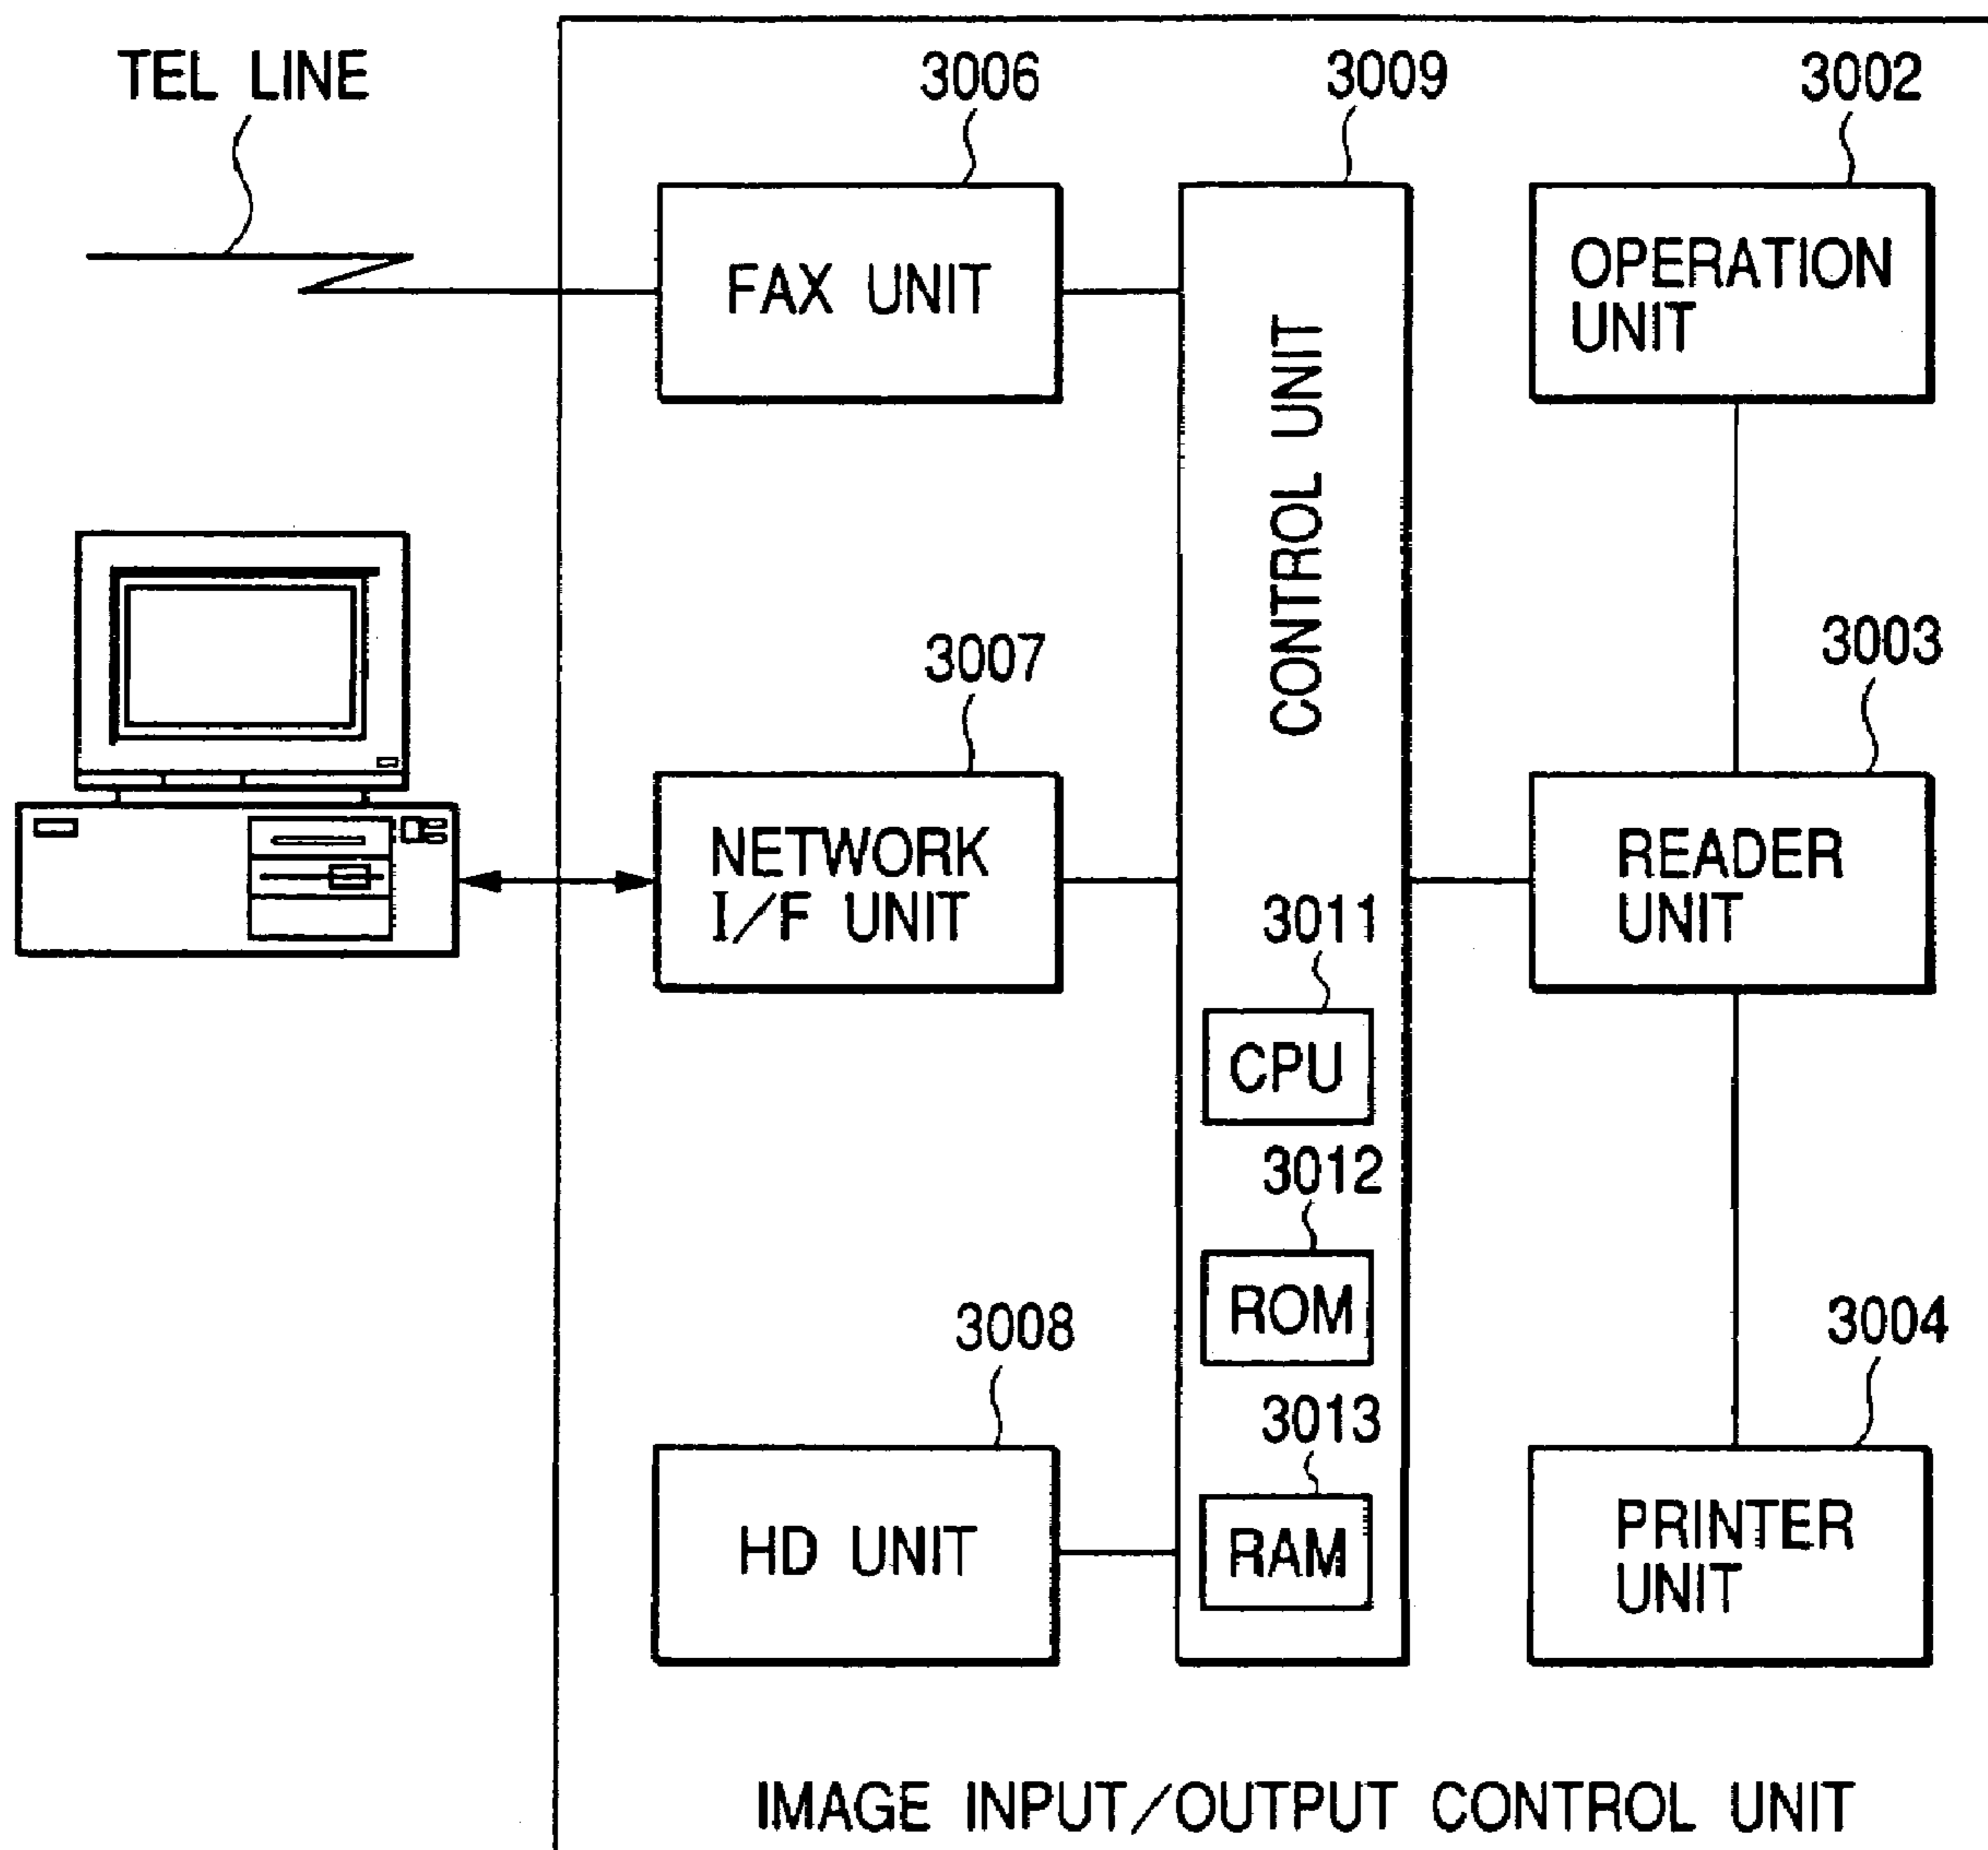 TEL LINE
3006
3009
3002
FAX UNIT
OPERATION
UNIT
CONTROL UNIT
3007
3003
NETWORK
I/F UNIT
READER
UNIT
3011
CPU
3012
ROM
3008
3004
3013
HD UNIT
RAM
PRINTER
UNIT
IMAGE INPUT/OUTPUT CONTROL UNIT